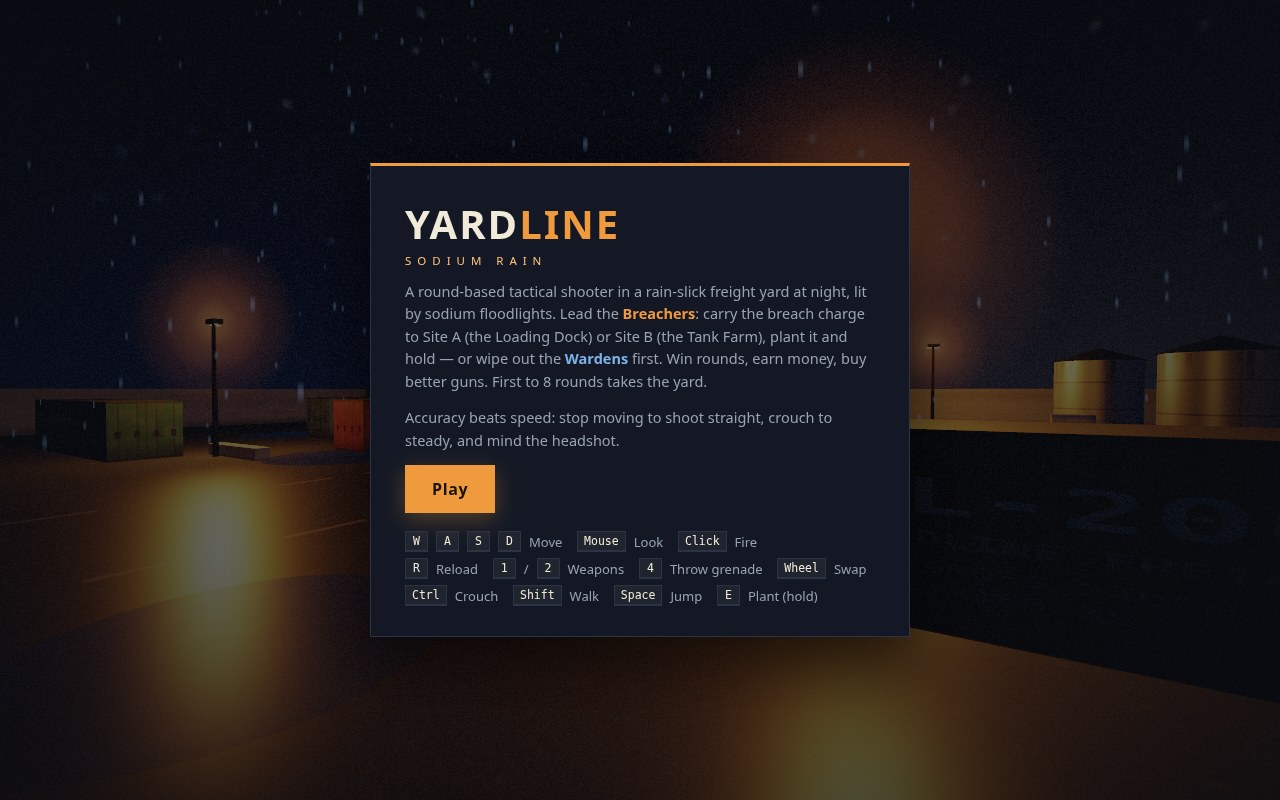 YARDLINE
SODIUM RAIN
A round-based tactical shooter in a rain-slick freight yard at night, lit
by sodium floodlights. Lead the Breachers: carry the breach charge
to Site A (the Loading Dock) or Site B (the Tank Farm), plant it and
hold — or wipe out the Wardens first. Win rounds, earn money, buy
better guns. First to 8 rounds takes the yard.
Accuracy beats speed: stop moving to shoot straight, crouch to
steady, and mind the headshot.
Play
W A S D Move Mouse Look Click Fire
R Reload 1 / 2 Weapons 4 Throw grenade Wheel Swap
Ctrl Crouch Shift Walk Space Jump E Plant (hold)